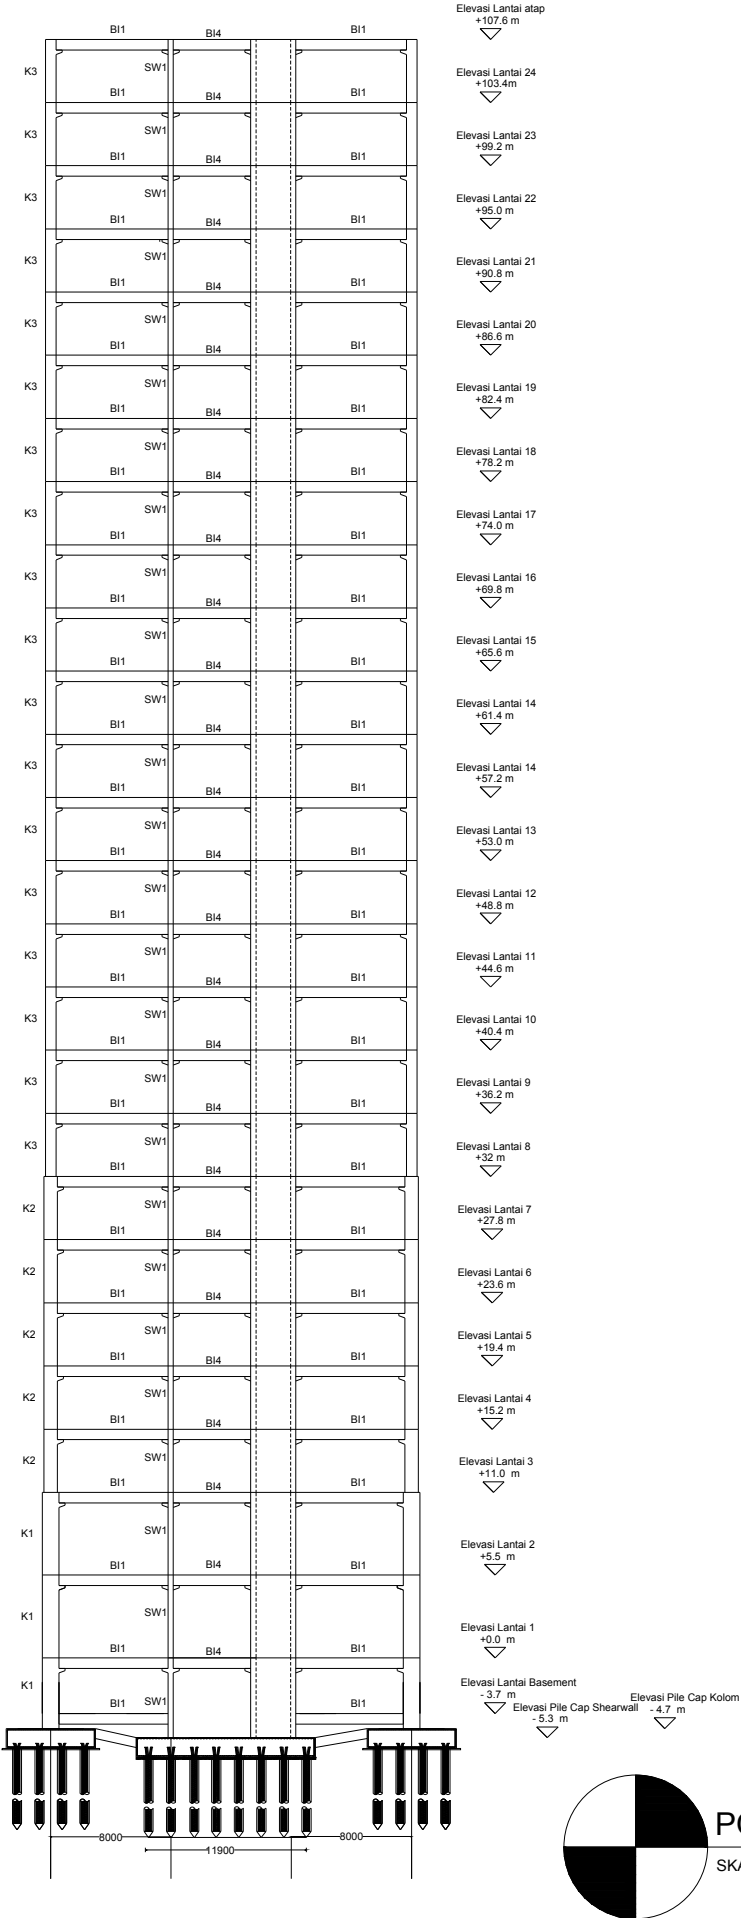 Elevasi Lantai atap
+107.6 m
BI1 BI4 BI1
K3 SW1 Elevasi Lantai 24
+103.4m
BI1 BI4 BI1
K3 SW1 Elevasi Lantai 23
+99.2 m
BI1 BI4 BI1
K3 SW1 Elevasi Lantai 22
+95.0 m
BI1 BI4 BI1
K3 SW1 Elevasi Lantai 21
+90.8 m
BI1 BI4 BI1
K3 SW1 Elevasi Lantai 20
+86.6 m
BI1 BI4 BI1
K3 SW1 Elevasi Lantai 19
+82.4 m
BI1 BI4 BI1
K3 SW1 Elevasi Lantai 18
+78.2 m
BI1 BI4 BI1
K3 SW1 Elevasi Lantai 17
+74.0 m
BI1 BI4 BI1
K3 SW1 Elevasi Lantai 16
+69.8 m
BI1 BI4 BI1
K3 SW1 Elevasi Lantai 15
+65.6 m
BI1 BI4 BI1
K3 SW1 Elevasi Lantai 14
+61.4 m
BI1 BI4 BI1
K3 SW1 Elevasi Lantai 14
+57.2 m
BI1 BI4 BI1
K3 SW1 Elevasi Lantai 13
+53.0 m
BI1 BI4 BI1
K3 SW1 Elevasi Lantai 12
+48.8 m
BI1 BI4 BI1
K3 SW1 Elevasi Lantai 11
+44.6 m
BI1 BI4 BI1
K3 SW1 Elevasi Lantai 10
+40.4 m
BI1 BI4 BI1
K3 SW1 Elevasi Lantai 9
+36.2 m
BI1 BI4 BI1
K3 SW1 Elevasi Lantai 8
+32 m
BI1 BI4 BI1
K2 SW1 Elevasi Lantai 7
+27.8 m
BI1 BI4 BI1
K2 SW1 Elevasi Lantai 6
+23.6 m
BI1 BI4 BI1
K2 SW1 Elevasi Lantai 5
+19.4 m
BI1 BI4 BI1
K2 SW1 Elevasi Lantai 4
+15.2 m
BI1 BI4 BI1
K2 SW1 Elevasi Lantai 3
+11.0 m
BI1 BI4 BI1
K1 SW1 Elevasi Lantai 2
+5.5 m
BI1 BI4 BI1
K1 SW1 Elevasi Lantai 1
+0.0 m
BI1 BI4 BI1
K1 Elevasi Lantai Basement
- 3.7 m
BI1 SW1 BI1
Elevasi Pile Cap Shearwall
- 5.3 m
Elevasi Pile Cap Kolom
- 4.7 m
8000 8000
11900